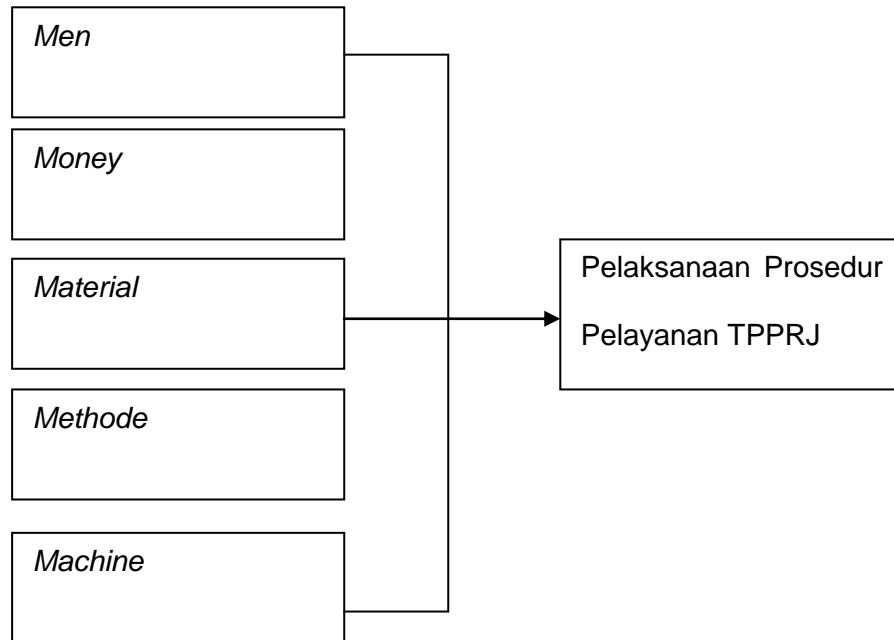 Men
Money
Material
Methode
Machine
Pelaksanaan Prosedur
Pelayanan TPPRJ